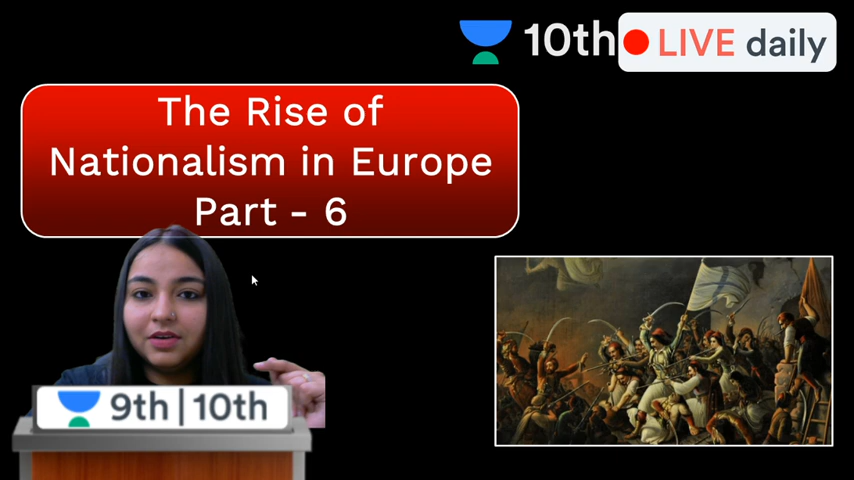 10th LIVE daily
The Rise of
Nationalism in Europe
Part - 6
9th|10th